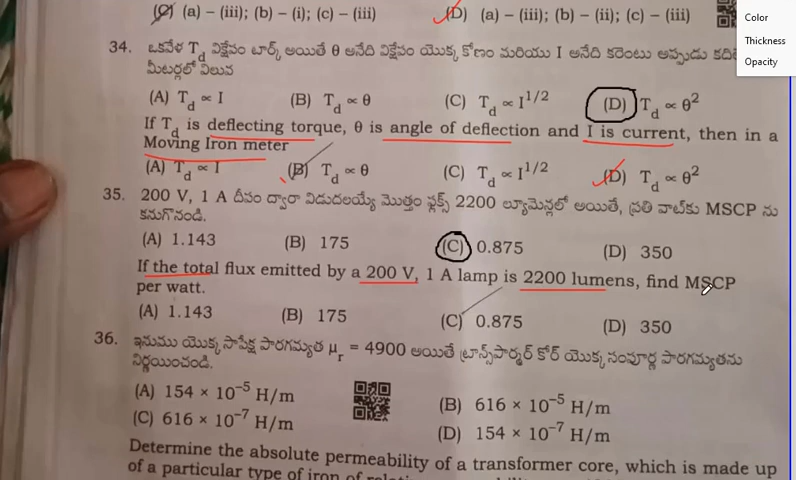 (C) (a) – (iii); (b) – (i); (c) – (iii) (D) (a) – (iii); (b) – (ii); (c) – (iii)
Color
Thickness
Opacity
34. ఒకవేళ T_d విక్షేపం టార్క్ అయితే θ అనేది విక్షేపం యొక్క కోణం మరియు I అనేది కరెంటు అప్పుడు
మీటర్లలో విలువ
(A) T_d ∝ I (B) T_d ∝ θ (C) T_d ∝ I^1/2 (D) T_d ∝ θ²
If T_d is deflecting torque, θ is angle of deflection and I is current, then in a
Moving Iron meter
(A) T_d ∝ I (B) T_d ∝ θ (C) T_d ∝ I^1/2 (D) T_d ∝ θ²
35. 200 V, 1 A దీపం ద్వారా విడుదలయ్యే మొత్తం ఫ్లక్స్ 2200 ల్యూమెన్లలో అయితే, ప్రతి వాట్‌కు MSCP ను
కనుగొనండి.
(A) 1.143 (B) 175 (C) 0.875 (D) 350
If the total flux emitted by a 200 V, 1 A lamp is 2200 lumens, find MSCP
per watt.
(A) 1.143 (B) 175 (C) 0.875 (D) 350
36. ఇనుము యొక్క సాపేక్ష పారగమ్యత μ_r = 4900 అయితే ట్రాన్స్‌ఫార్మర్ కోర్ యొక్క సంపూర్ణ పారగమ్యతను
నిర్ణయించండి.
(A) 154 × 10⁻⁵ H/m (B) 616 × 10⁻⁵ H/m
(C) 616 × 10⁻⁷ H/m (D) 154 × 10⁻⁷ H/m
Determine the absolute permeability of a transformer core, which is made up
of a particular type of iron of